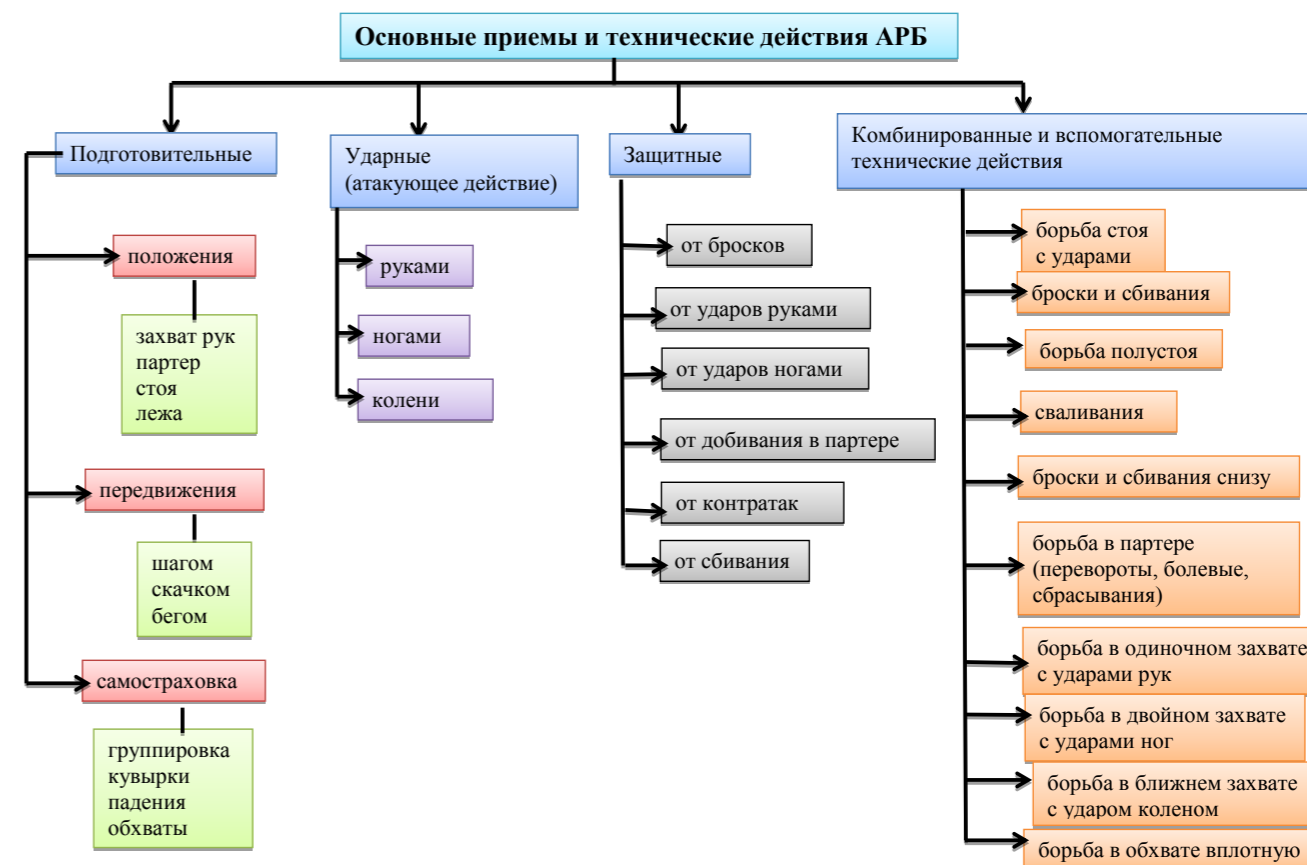 Основные приемы и технические действия АРБ
Подготовительные
положения
захват рук
партер
стоя
лежа
передвижения
шагом
скачком
бегом
самостраховка
группировка
кувырки
падения
обхваты
Ударные
(атакующее действие)
руками
ногами
колени
Защитные
от бросков
от ударов руками
от ударов ногами
от добивания в партере
от контратак
от сбивания
Комбинированные и вспомогательные
технические действия
борьба стоя
с ударами
броски и сбивания
борьба полустоя
сваливания
броски и сбивания снизу
борьба в партере
(перевороты, болевые,
сбрасывания)
борьба в одиночном захвате
с ударами рук
борьба в двойном захвате
с ударами ног
борьба в ближнем захвате
с ударом коленом
борьба в обхвате вплотную